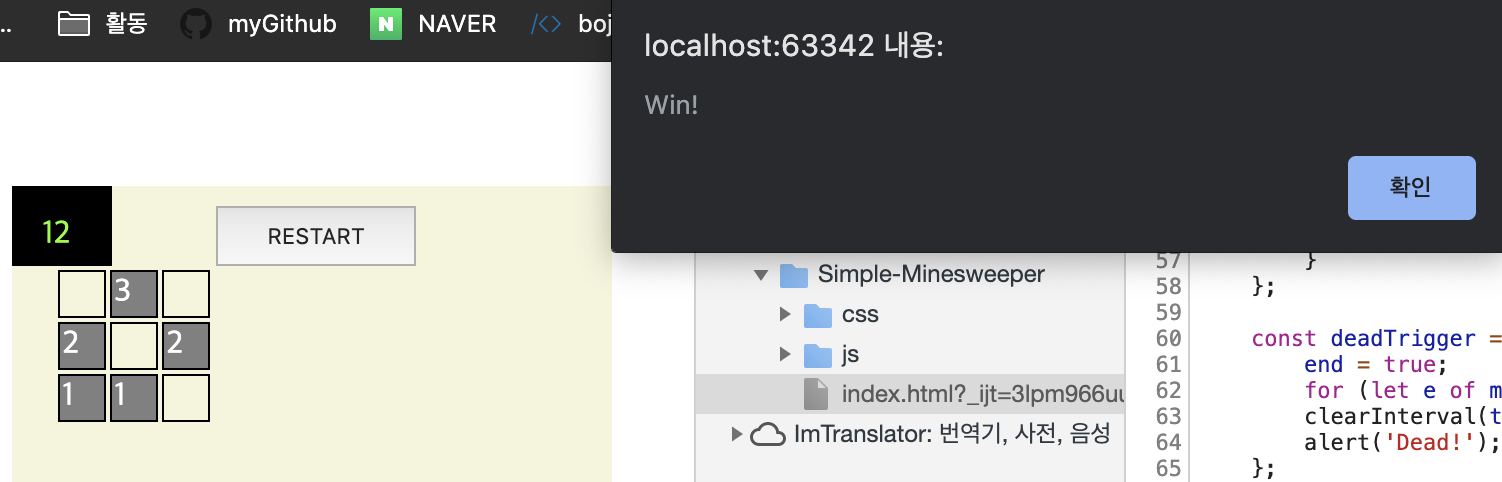 .. 활동 myGithub NAVER /<> boj
localhost:63342 내용:
Win!
확인
12
RESTART
3
2 2
1 1
Simple-Minesweeper
css
js
index.html?_ijt=3lpm966u
ImTranslator: 번역기, 사전, 음성
57 }
58 };
59
60 const deadTrigger =
61 end = true;
62 for (let e of m
63 clearInterval(t
64 alert('Dead!');
65 };